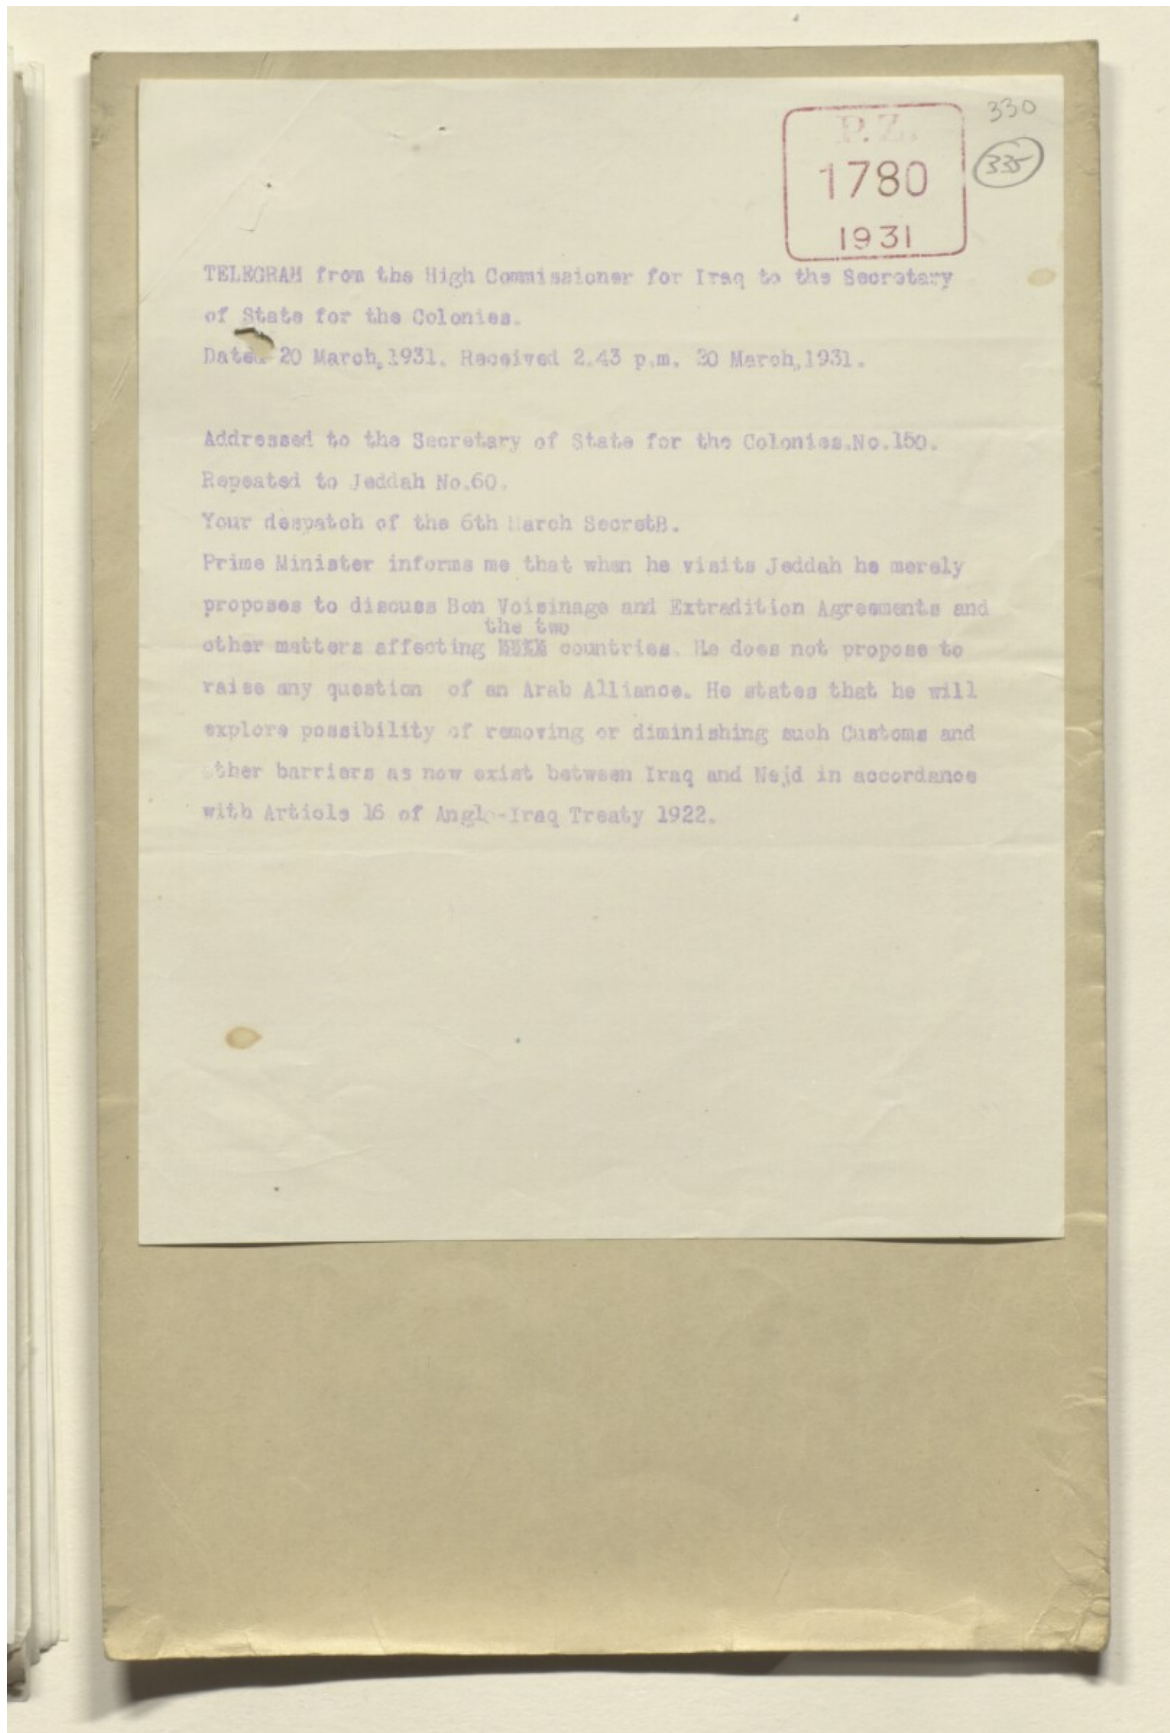 330
335
P.Z.
1780
1931
TELEGRAM from the High Commissioner for Iraq to the Secretary
of State for the Colonies.
Dated 20 March,1931. Received 2.43 p.m. 20 March,1931.
Addressed to the Secretary of State for the Colonies.No.150.
Repeated to Jeddah No.60.
Your despatch of the 6th March SecretB.
Prime Minister informs me that when he visits Jeddah he merely
proposes to discuss Bon Voisinage and Extradition Agreements and
the two
other matters affecting countries. He does not propose to
raise any question of an Arab Alliance. He states that he will
explore possibility of removing or diminishing such Customs and
other barriers as now exist between Iraq and Nejd in accordance
with Article 16 of Anglo-Iraq Treaty 1922.